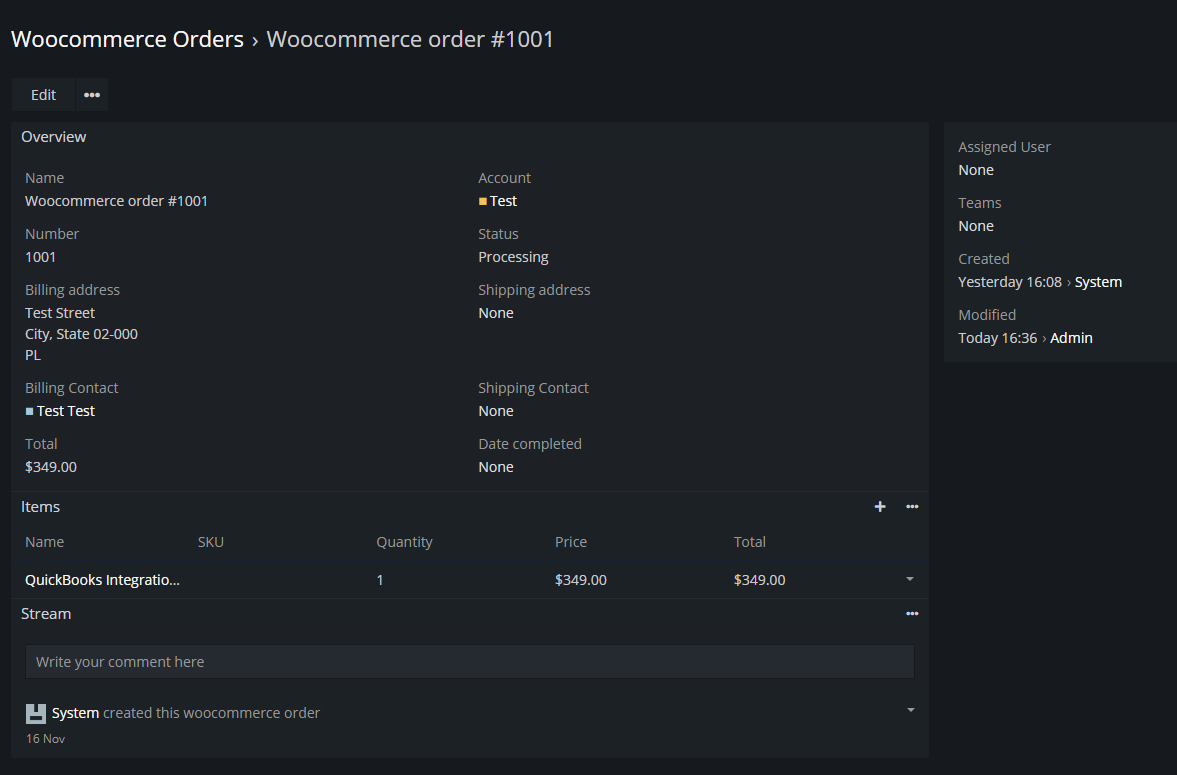 Woocommerce Orders › Woocommerce order #1001
Edit
Overview
Name
Woocommerce order #1001
Account
Test
Number
1001
Status
Processing
Billing address
Test Street
City, State 02-000
PL
Shipping address
None
Billing Contact
Test Test
Shipping Contact
None
Total
$349.00
Date completed
None
Items
Name SKU Quantity Price Total
QuickBooks Integratio... 1 $349.00 $349.00
Stream
Write your comment here
System created this woocommerce order
16 Nov
Assigned User
None
Teams
None
Created
Yesterday 16:08 › System
Modified
Today 16:36 › Admin